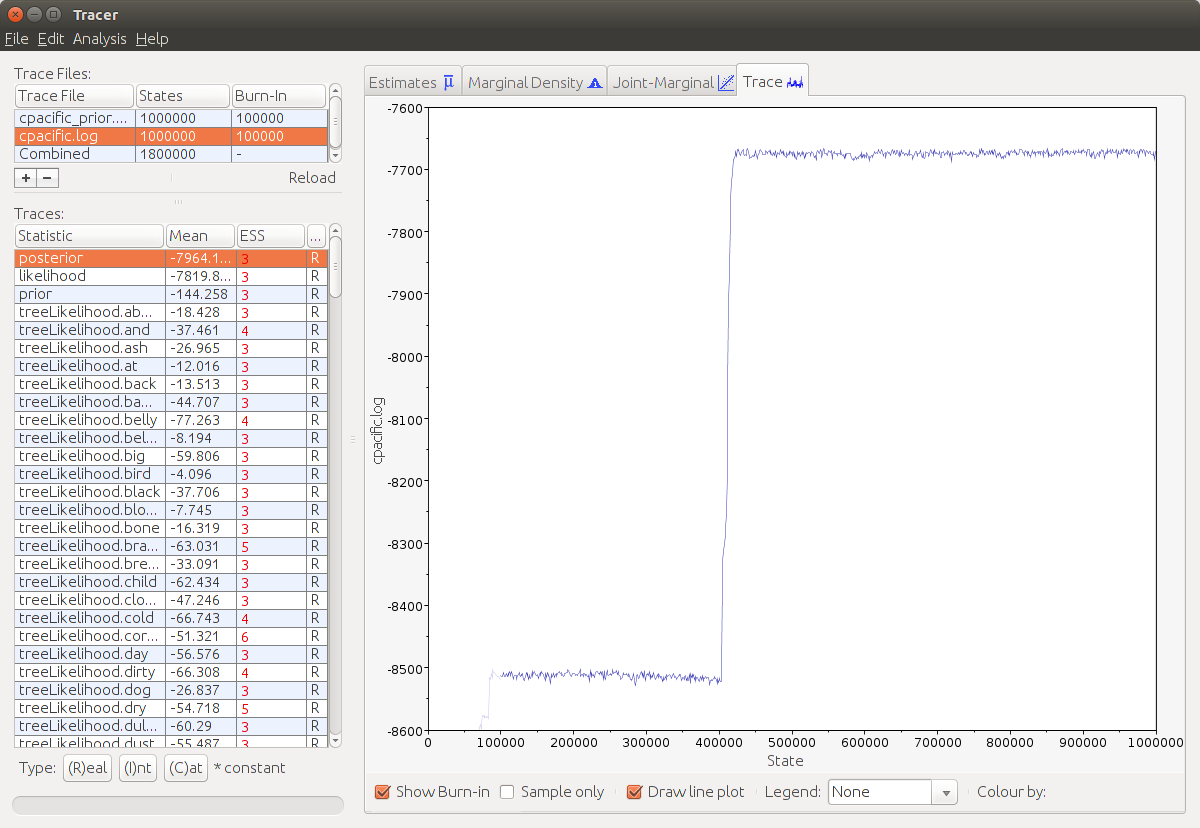 Tracer
File Edit Analysis Help
Trace Files:
Trace File States Burn-In
cpacific_prior.... 1000000 100000
cpacific.log 1000000 100000
Combined 1800000 -
+ − Reload
Traces:
Statistic Mean ESS ...
posterior -7964.1... 3 R
likelihood -7819.8... 3 R
prior -144.258 3 R
treeLikelihood.ab... -18.428 3 R
treeLikelihood.and -37.461 4 R
treeLikelihood.ash -26.965 3 R
treeLikelihood.at -12.016 3 R
treeLikelihood.back -13.513 3 R
treeLikelihood.ba... -44.707 3 R
treeLikelihood.belly -77.263 4 R
treeLikelihood.bel... -8.194 3 R
treeLikelihood.big -59.806 3 R
treeLikelihood.bird -4.096 3 R
treeLikelihood.black -37.706 3 R
treeLikelihood.blo... -7.745 3 R
treeLikelihood.bone -16.319 3 R
treeLikelihood.bra... -63.031 5 R
treeLikelihood.bre... -33.091 3 R
treeLikelihood.child -62.434 3 R
treeLikelihood.clo... -47.246 3 R
treeLikelihood.cold -66.743 4 R
treeLikelihood.cor... -51.321 6 R
treeLikelihood.day -56.576 3 R
treeLikelihood.dirty -66.308 4 R
treeLikelihood.dog -26.837 3 R
treeLikelihood.dry -54.718 5 R
treeLikelihood.dul... -60.29 3 R
treeLikelihood.dust -55.487 3 R
Type: (R)eal (I)nt (C)at * constant
Estimates μ Marginal Density Joint-Marginal Trace
-7600
-7700
-7800
-7900
-8000
-8100
-8200
-8300
-8400
-8500
-8600
cpacific.log
0 100000 200000 300000 400000 500000 600000 700000 800000 900000 1000000
State
Show Burn-in Sample only Draw line plot Legend: None Colour by: